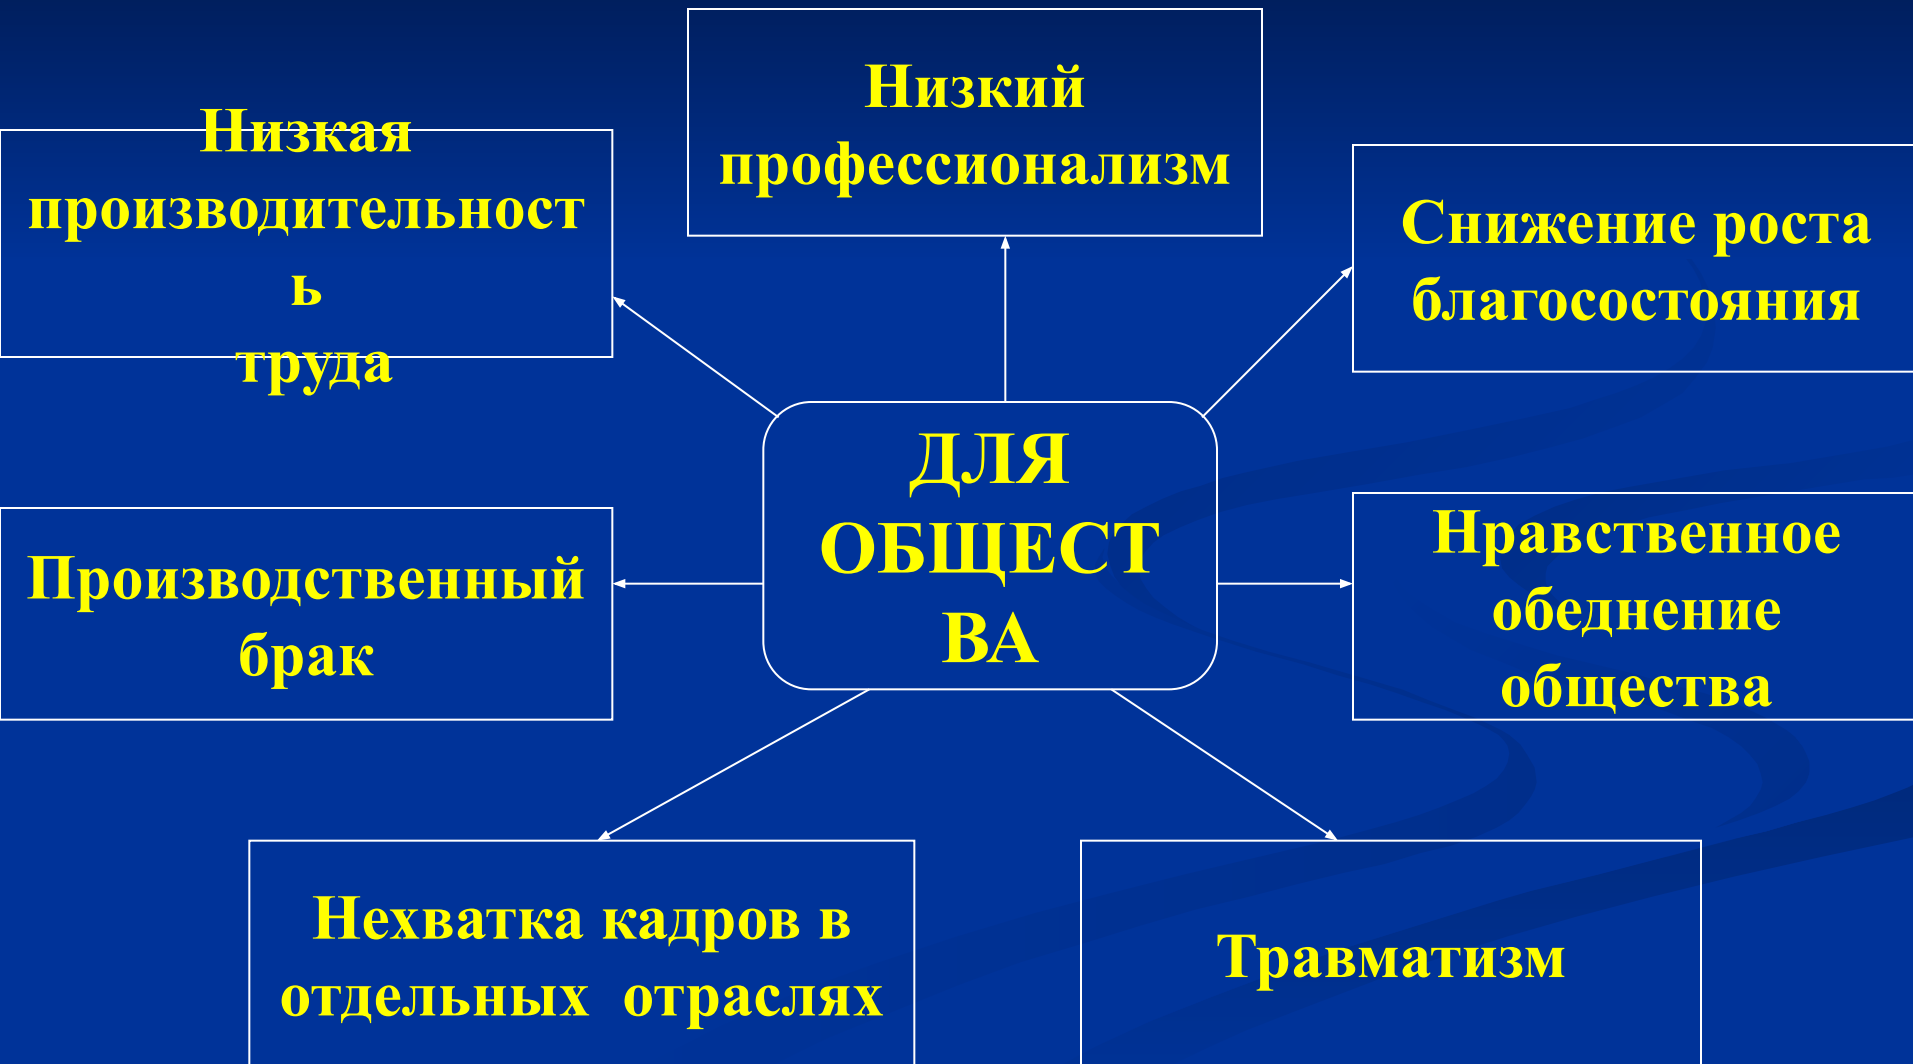 Низкий
профессионализм
Низкая
производительност
ь
труда
Снижение роста
благосостояния
ДЛЯ
ОБЩЕСТ
ВА
Производственный
брак
Нравственное
обеднение
общества
Нехватка кадров в
отдельных отраслях
Травматизм